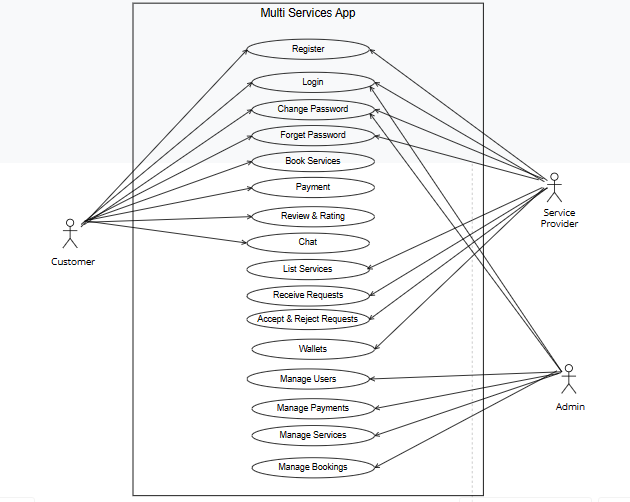 Multi Services App
Register
Login
Change Password
Forget Password
Book Services
Payment
Review & Rating
Chat
List Services
Receive Requests
Accept & Reject Requests
Wallets
Manage Users
Manage Payments
Manage Services
Manage Bookings
Customer
Service
Provider
Admin